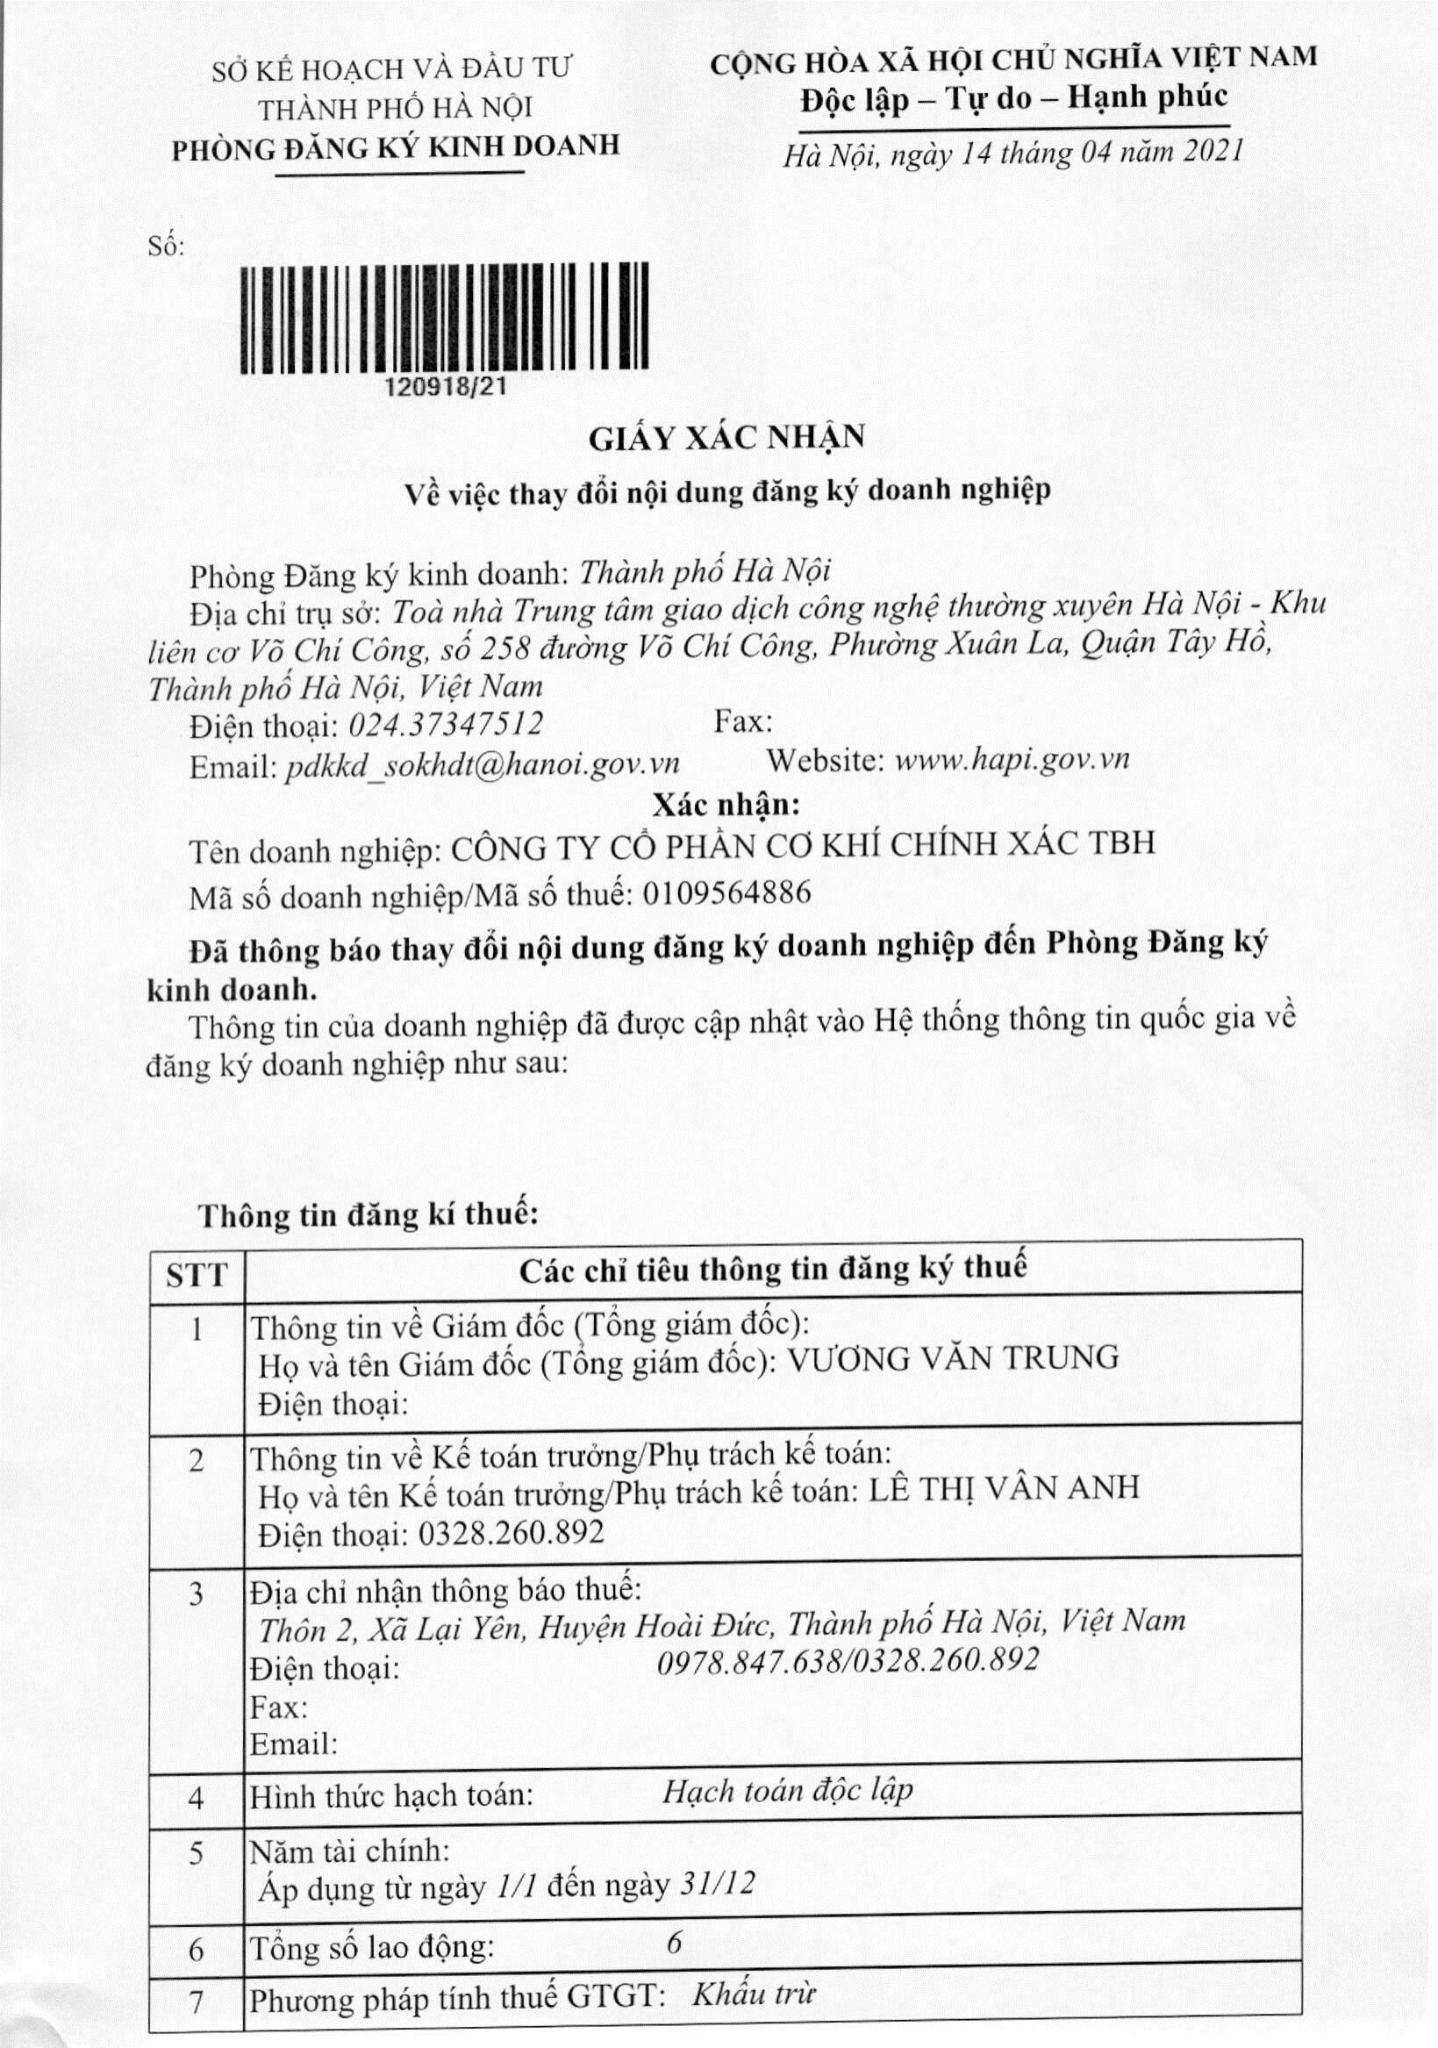 SỞ KẾ HOẠCH VÀ ĐẦU TƯ
THÀNH PHỐ HÀ NỘI
PHÒNG ĐĂNG KÝ KINH DOANH
CỘNG HÒA XÃ HỘI CHỦ NGHĨA VIỆT NAM
Độc lập – Tự do – Hạnh phúc
Hà Nội, ngày 14 tháng 04 năm 2021
Số:
120918/21
GIẤY XÁC NHẬN
Về việc thay đổi nội dung đăng ký doanh nghiệp
Phòng Đăng ký kinh doanh: Thành phố Hà Nội
Địa chỉ trụ sở: Toà nhà Trung tâm giao dịch công nghệ thường xuyên Hà Nội - Khu
liên cơ Võ Chí Công, số 258 đường Võ Chí Công, Phường Xuân La, Quận Tây Hồ,
Thành phố Hà Nội, Việt Nam
Điện thoại: 024.37347512 Fax:
Email: pdkkd_sokhdt@hanoi.gov.vn Website: www.hapi.gov.vn
Xác nhận:
Tên doanh nghiệp: CÔNG TY CỔ PHẦN CƠ KHÍ CHÍNH XÁC TBH
Mã số doanh nghiệp/Mã số thuế: 0109564886
Đã thông báo thay đổi nội dung đăng ký doanh nghiệp đến Phòng Đăng ký
kinh doanh.
Thông tin của doanh nghiệp đã được cập nhật vào Hệ thống thông tin quốc gia về
đăng ký doanh nghiệp như sau:
Thông tin đăng kí thuế:
STT Các chỉ tiêu thông tin đăng ký thuế
1 Thông tin về Giám đốc (Tổng giám đốc):
Họ và tên Giám đốc (Tổng giám đốc): VƯƠNG VĂN TRUNG
Điện thoại:
2 Thông tin về Kế toán trưởng/Phụ trách kế toán:
Họ và tên Kế toán trưởng/Phụ trách kế toán: LÊ THỊ VÂN ANH
Điện thoại: 0328.260.892
3 Địa chỉ nhận thông báo thuế:
Thôn 2, Xã Lại Yên, Huyện Hoài Đức, Thành phố Hà Nội, Việt Nam
Điện thoại: 0978.847.638/0328.260.892
Fax:
Email:
4 Hình thức hạch toán: Hạch toán độc lập
5 Năm tài chính:
Áp dụng từ ngày 1/1 đến ngày 31/12
6 Tổng số lao động: 6
7 Phương pháp tính thuế GTGT: Khấu trừ